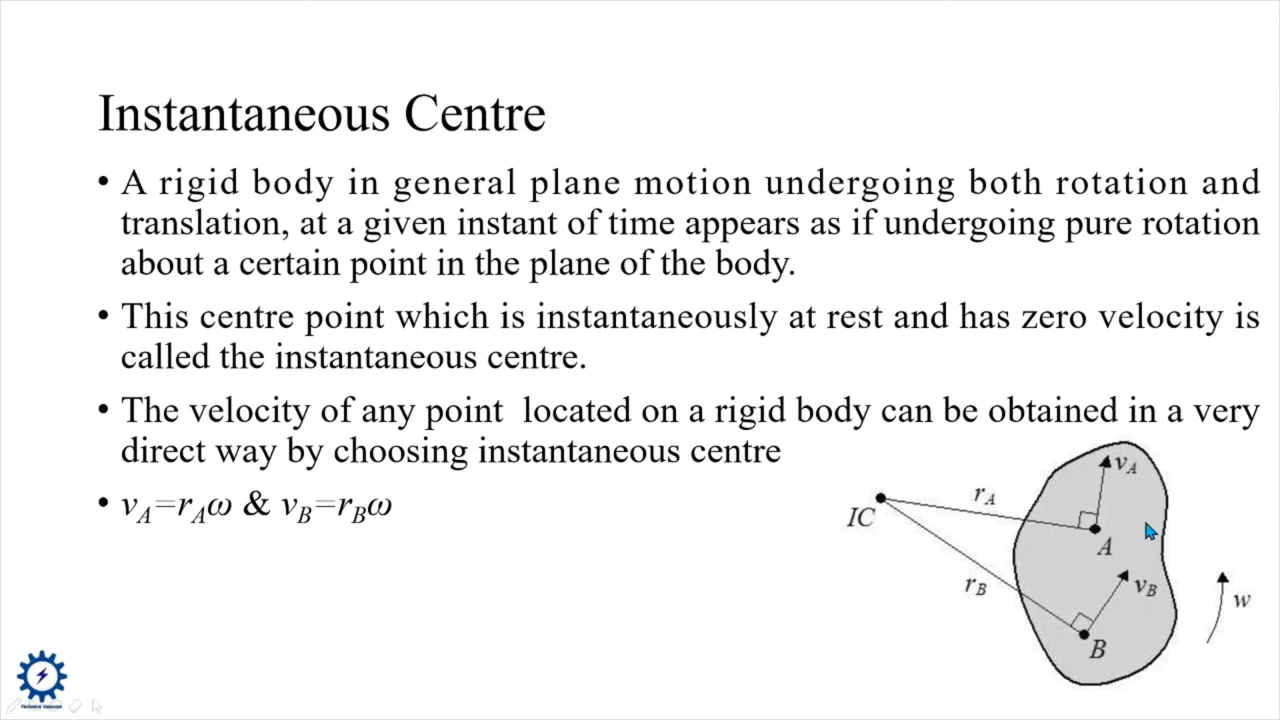 Instantaneous Centre
• A rigid body in general plane motion undergoing both rotation and
translation, at a given instant of time appears as if undergoing pure rotation
about a certain point in the plane of the body.
• This centre point which is instantaneously at rest and has zero velocity is
called the instantaneous centre.
• The velocity of any point located on a rigid body can be obtained in a very
direct way by choosing instantaneous centre
• v_A=r_Aω & v_B=r_Bω
v_A
r_A
IC
A
r_B
v_B
w
B